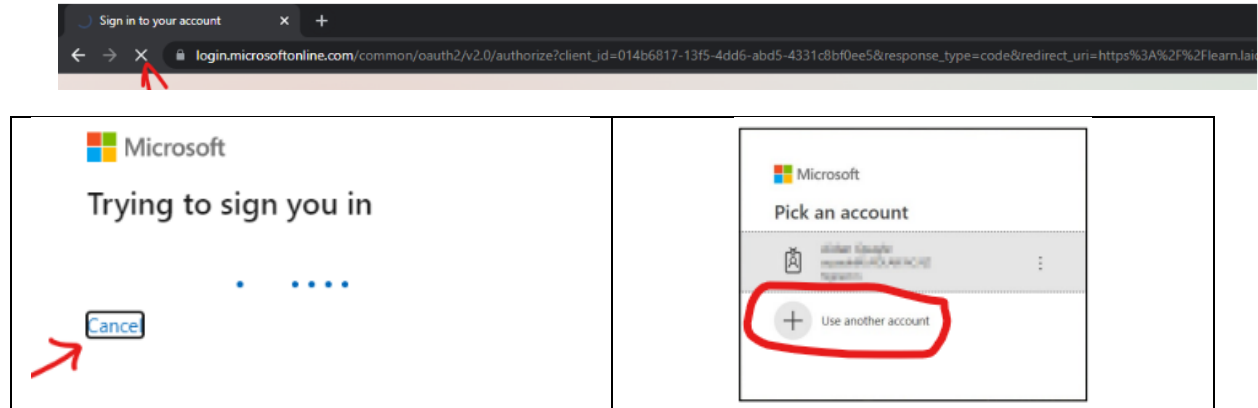 Sign in to your account
login.microsoftonline.com/common/oauth2/v2.0/authorize?client_id=014b6817-13f5-4dd6-abd5-4331c8bf0ee5&response_type=code&redirect_uri=https%3A%2F%2Flearn.laid
Microsoft
Trying to sign you in
Cancel
Microsoft
Pick an account
Use another account